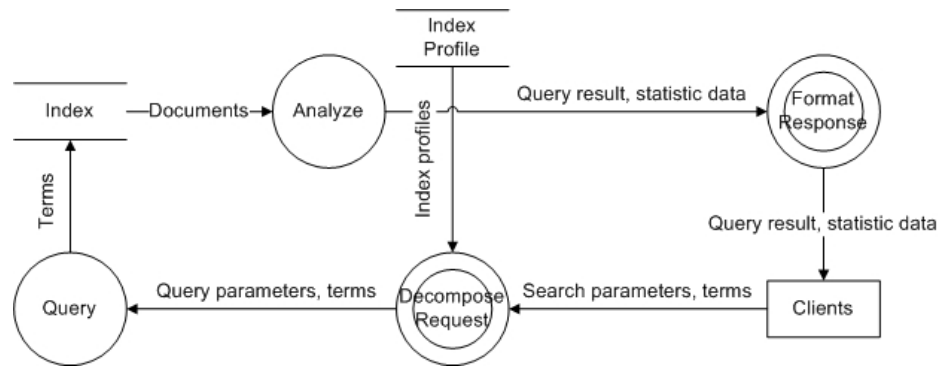 Index
Profile
Index
Documents
Analyze
Query result, statistic data
Format
Response
Terms
Index profiles
Query result, statistic data
Query
Query parameters, terms
Decompose
Request
Search parameters, terms
Clients